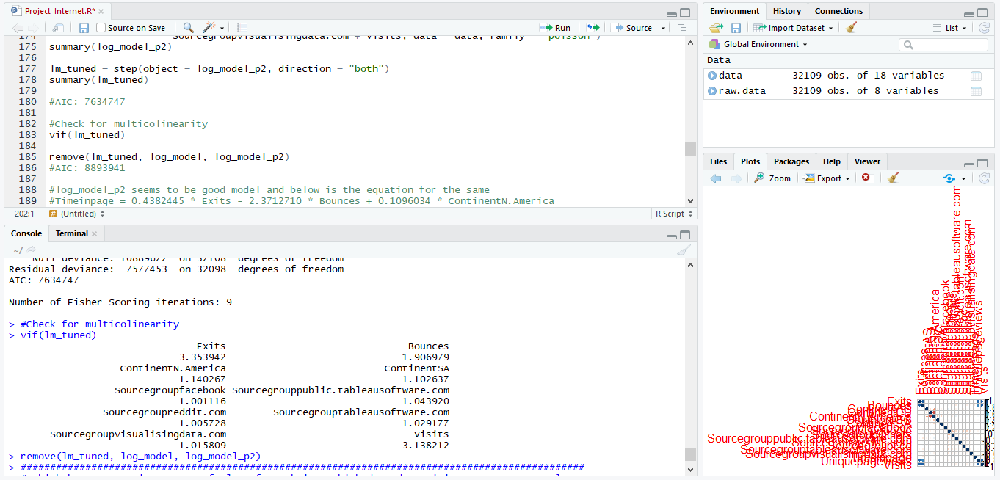 Project_Internet.R*
Source on Save
Run
Source
174 Sourcegroupvisualisingdata.com + Visits, data = data, family = "poisson")
175 summary(log_model_p2)
176
177 lm_tuned = step(object = log_model_p2, direction = "both")
178 summary(lm_tuned)
179
180 #AIC: 7634747
181
182 #Check for multicolinearity
183 vif(lm_tuned)
184
185 remove(lm_tuned, log_model, log_model_p2)
186 #AIC: 8893941
187
188 #log_model_p2 seems to be good model and below is the equation for the same
189 #Timeinpage = 0.4382445 * Exits - 2.3712710 * Bounces + 0.1096034 * ContentN.America
202:1 (Untitled) R Script
Console Terminal
~/
Null deviance: 10889622 on 32108 degrees of freedom
Residual deviance: 7577453 on 32098 degrees of freedom
AIC: 7634747
Number of Fisher Scoring iterations: 9
> #Check for multicolinearity
> vif(lm_tuned)
Exits Bounces
3.353942 1.906979
ContinentN.America ContinentSA
1.140267 1.102637
Sourcegroupfacebook Sourcegrouppublic.tableausoftware.com
1.001116 1.043920
Sourcegroupreddit.com Sourcegrouptableausoftware.com
1.005728 1.029177
Sourcegroupvisualisingdata.com Visits
1.015809 3.138212
> remove(lm_tuned, log_model, log_model_p2)
Environment History Connections
Import Dataset
List
Global Environment
Data
data 32109 obs. of 18 variables
raw.data 32109 obs. of 8 variables
Files Plots Packages Help Viewer
Zoom Export
Exits
Bounces
Sourcegroupfacebook
Sourcegrouppublic.tableausoftware.com
Sourcegrouptableausoftware.com
Sourcegroupvisualisingdata.com
Uniquepageviews
Visits